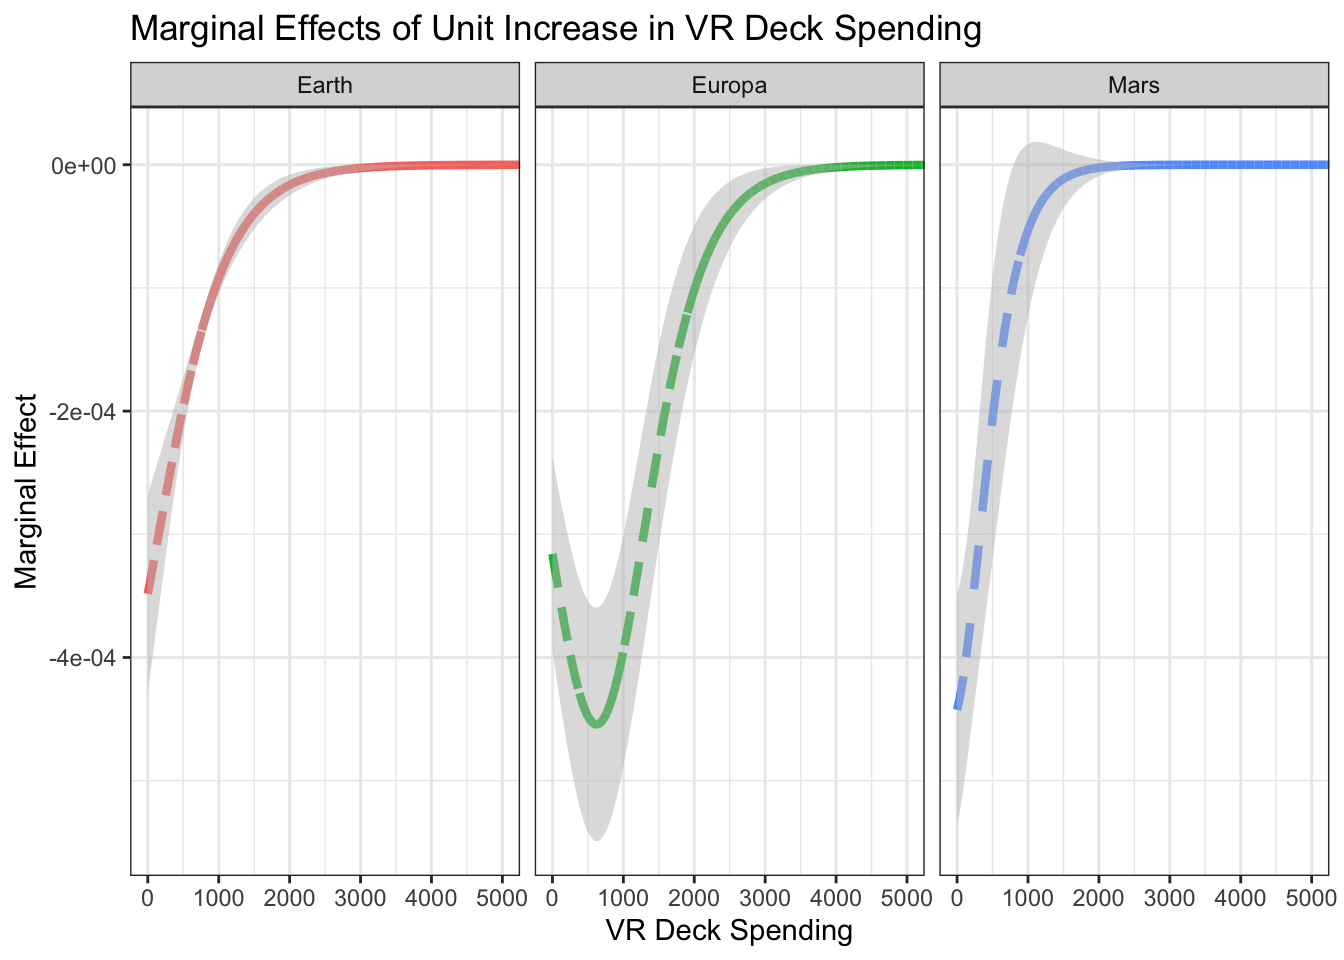 Marginal Effects of Unit Increase in VR Deck Spending
Earth
Europa
Mars
Marginal Effect
0e+00
-2e-04
-4e-04
0 1000 2000 3000 4000 5000
0 1000 2000 3000 4000 5000
0 1000 2000 3000 4000 5000
VR Deck Spending